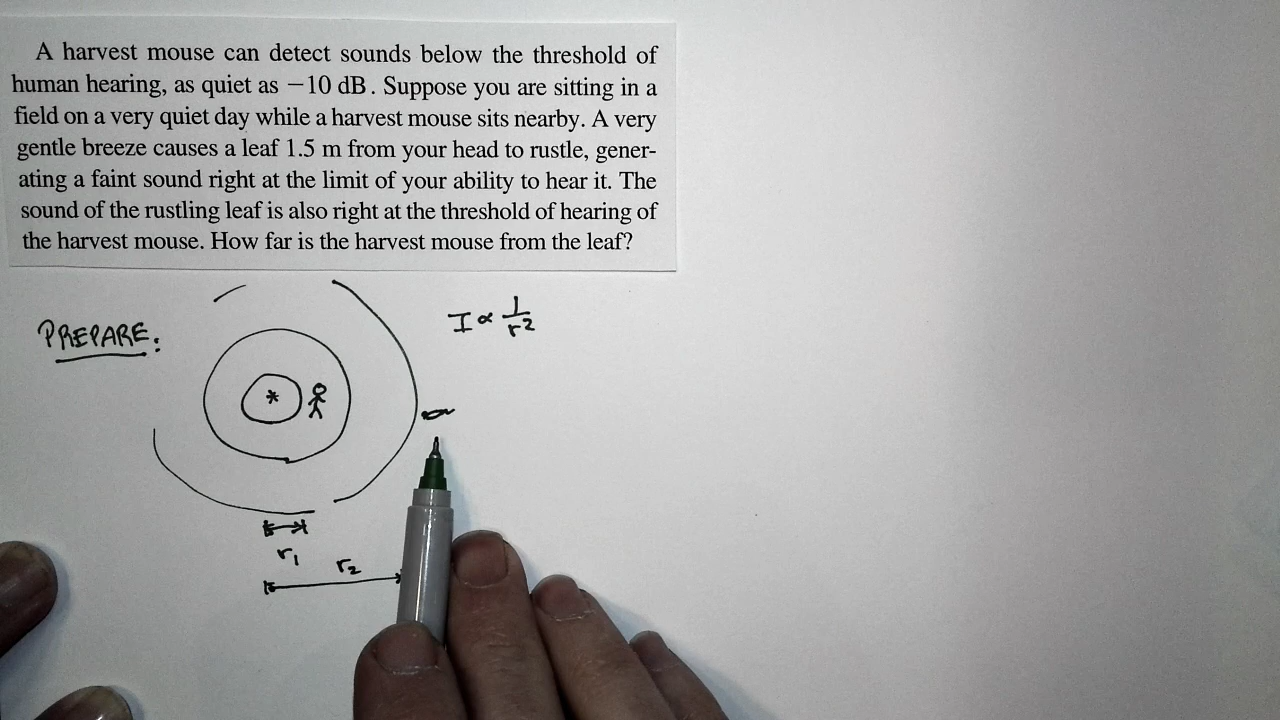 A harvest mouse can detect sounds below the threshold of
human hearing, as quiet as −10 dB. Suppose you are sitting in a
field on a very quiet day while a harvest mouse sits nearby. A very
gentle breeze causes a leaf 1.5 m from your head to rustle, gener-
ating a faint sound right at the limit of your ability to hear it. The
sound of the rustling leaf is also right at the threshold of hearing of
the harvest mouse. How far is the harvest mouse from the leaf?
PREPARE:
I ∝ 1/r²
r₁
r₂